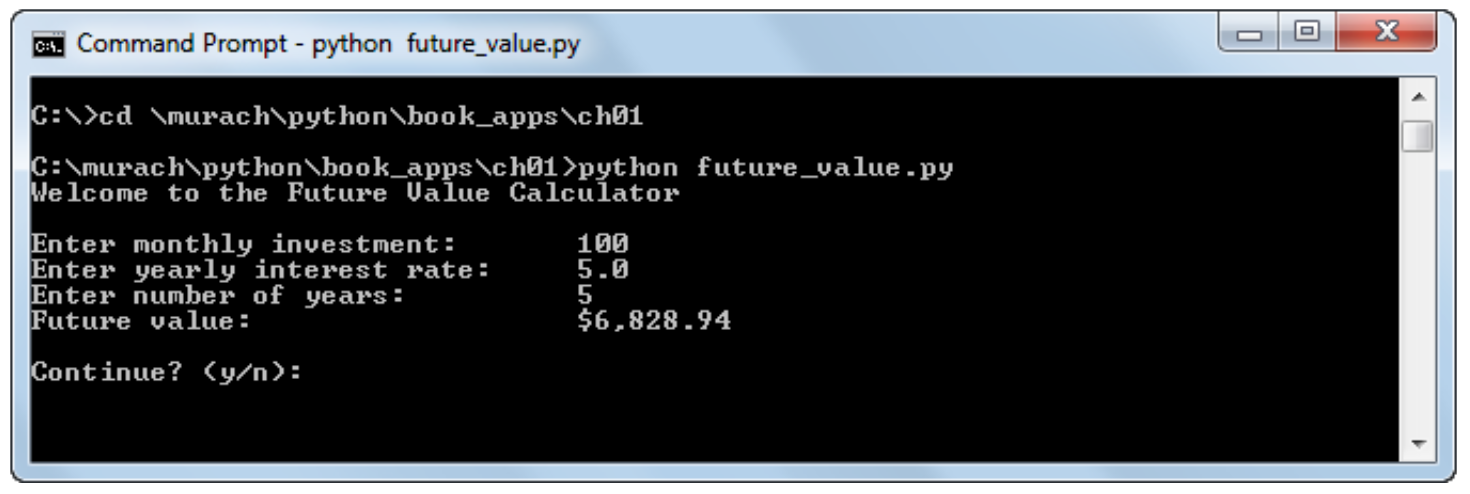 Command Prompt - python  future_value.py
C:\>cd \murach\python\book_apps\ch01
C:\murach\python\book_apps\ch01>python future_value.py
Welcome to the Future Value Calculator
Enter monthly investment:       100
Enter yearly interest rate:     5.0
Enter number of years:          5
Future value:                   $6,828.94
Continue? (y/n):